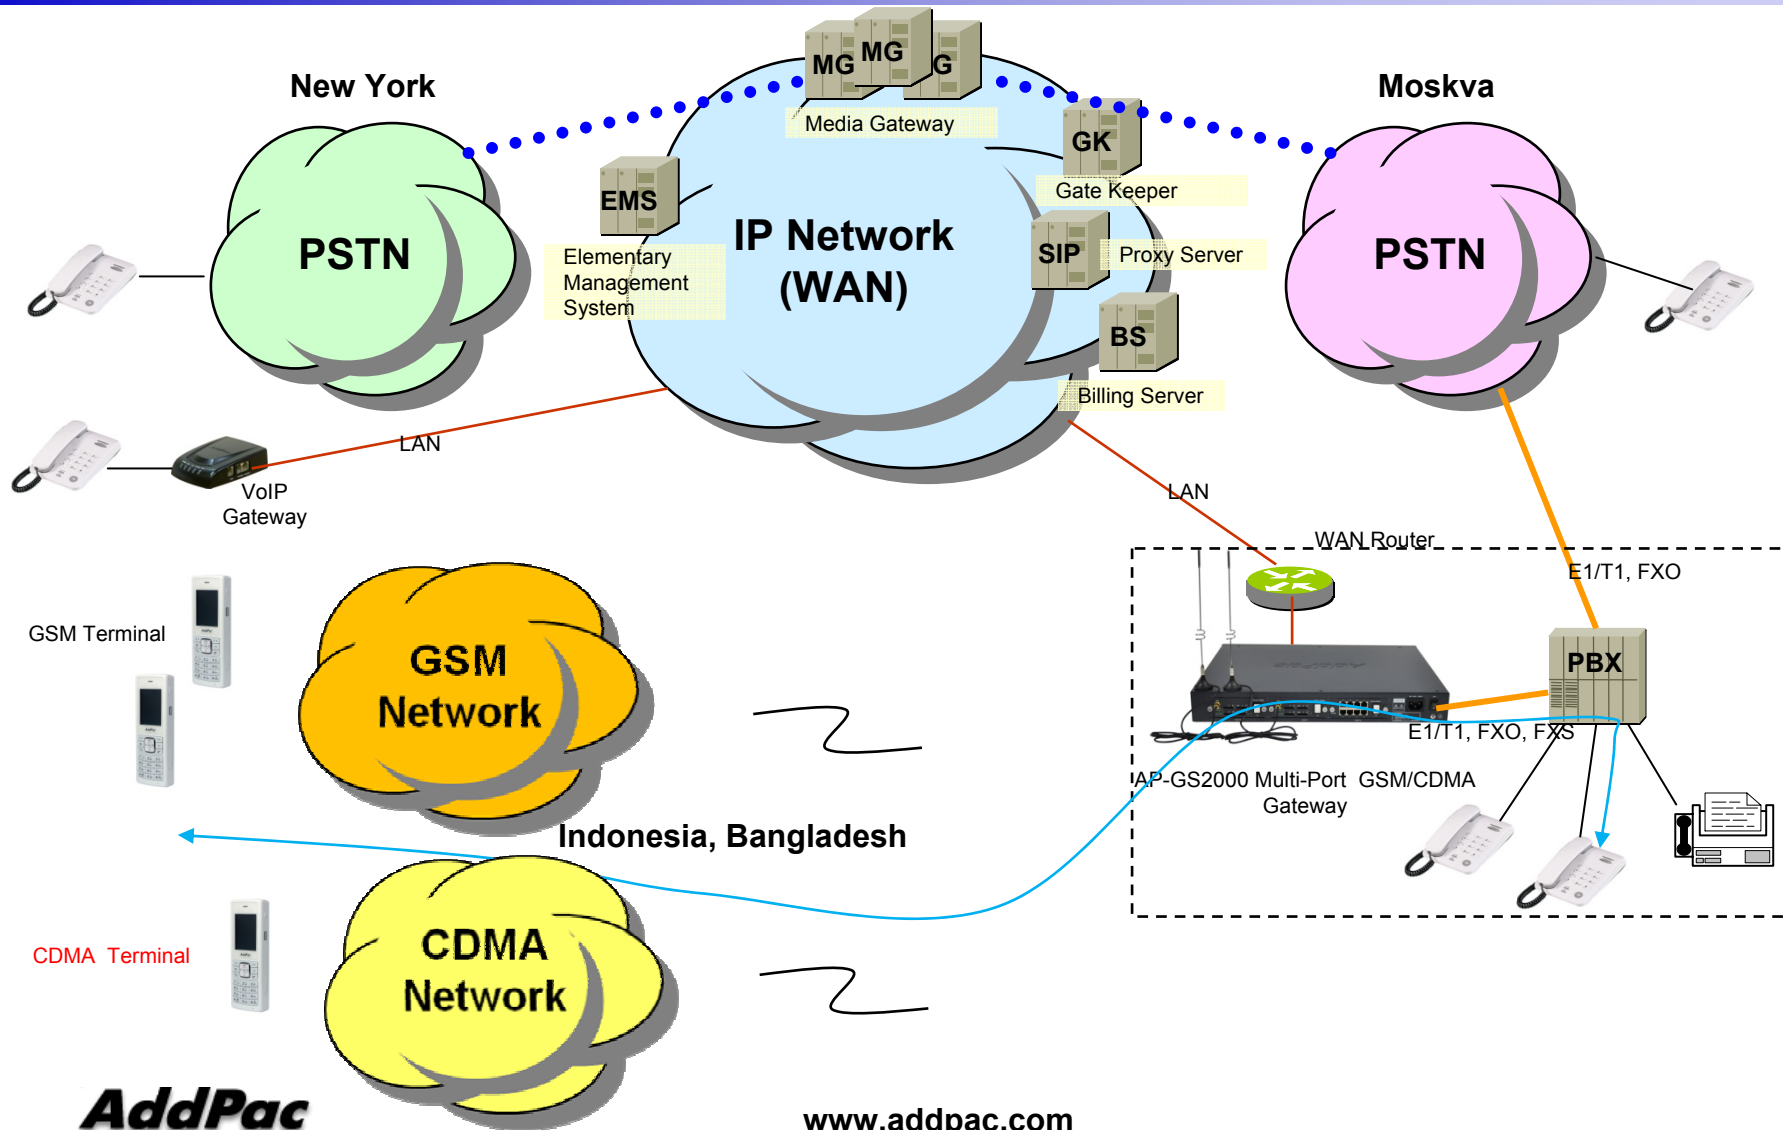 MG
MG
G
New York
Moskva
Media Gateway
GK
Gate Keeper
EMS
Elementary
Management
System
PSTN
IP Network
(WAN)
SIP
Proxy Server
PSTN
BS
Billing Server
LAN
VoIP
Gateway
LAN
WAN Router
E1/T1, FXO
GSM Terminal
GSM
Network
PBX
AddPac
E1/T1, FXO, FXS
AP-GS2000 Multi-Port GSM/CDMA
Gateway
Indonesia, Bangladesh
CDMA Terminal
CDMA
Network
AddPac
www.addpac.com